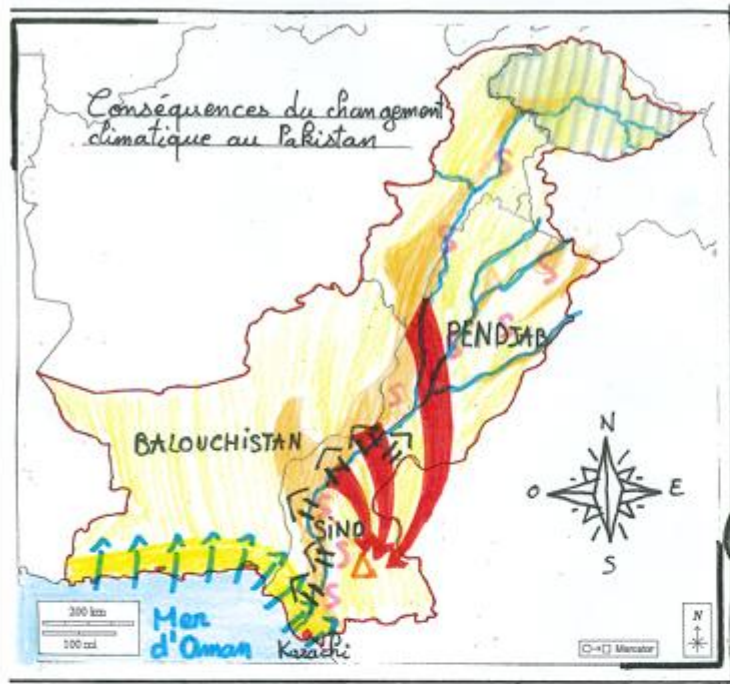 Conséquences du changement
climatique au Pakistan
PENDJAB
BALOUCHISTAN
N
O
E
S
SIND
200 km
100 mi
Mer
d'Oman
Karachi
Mercator
N